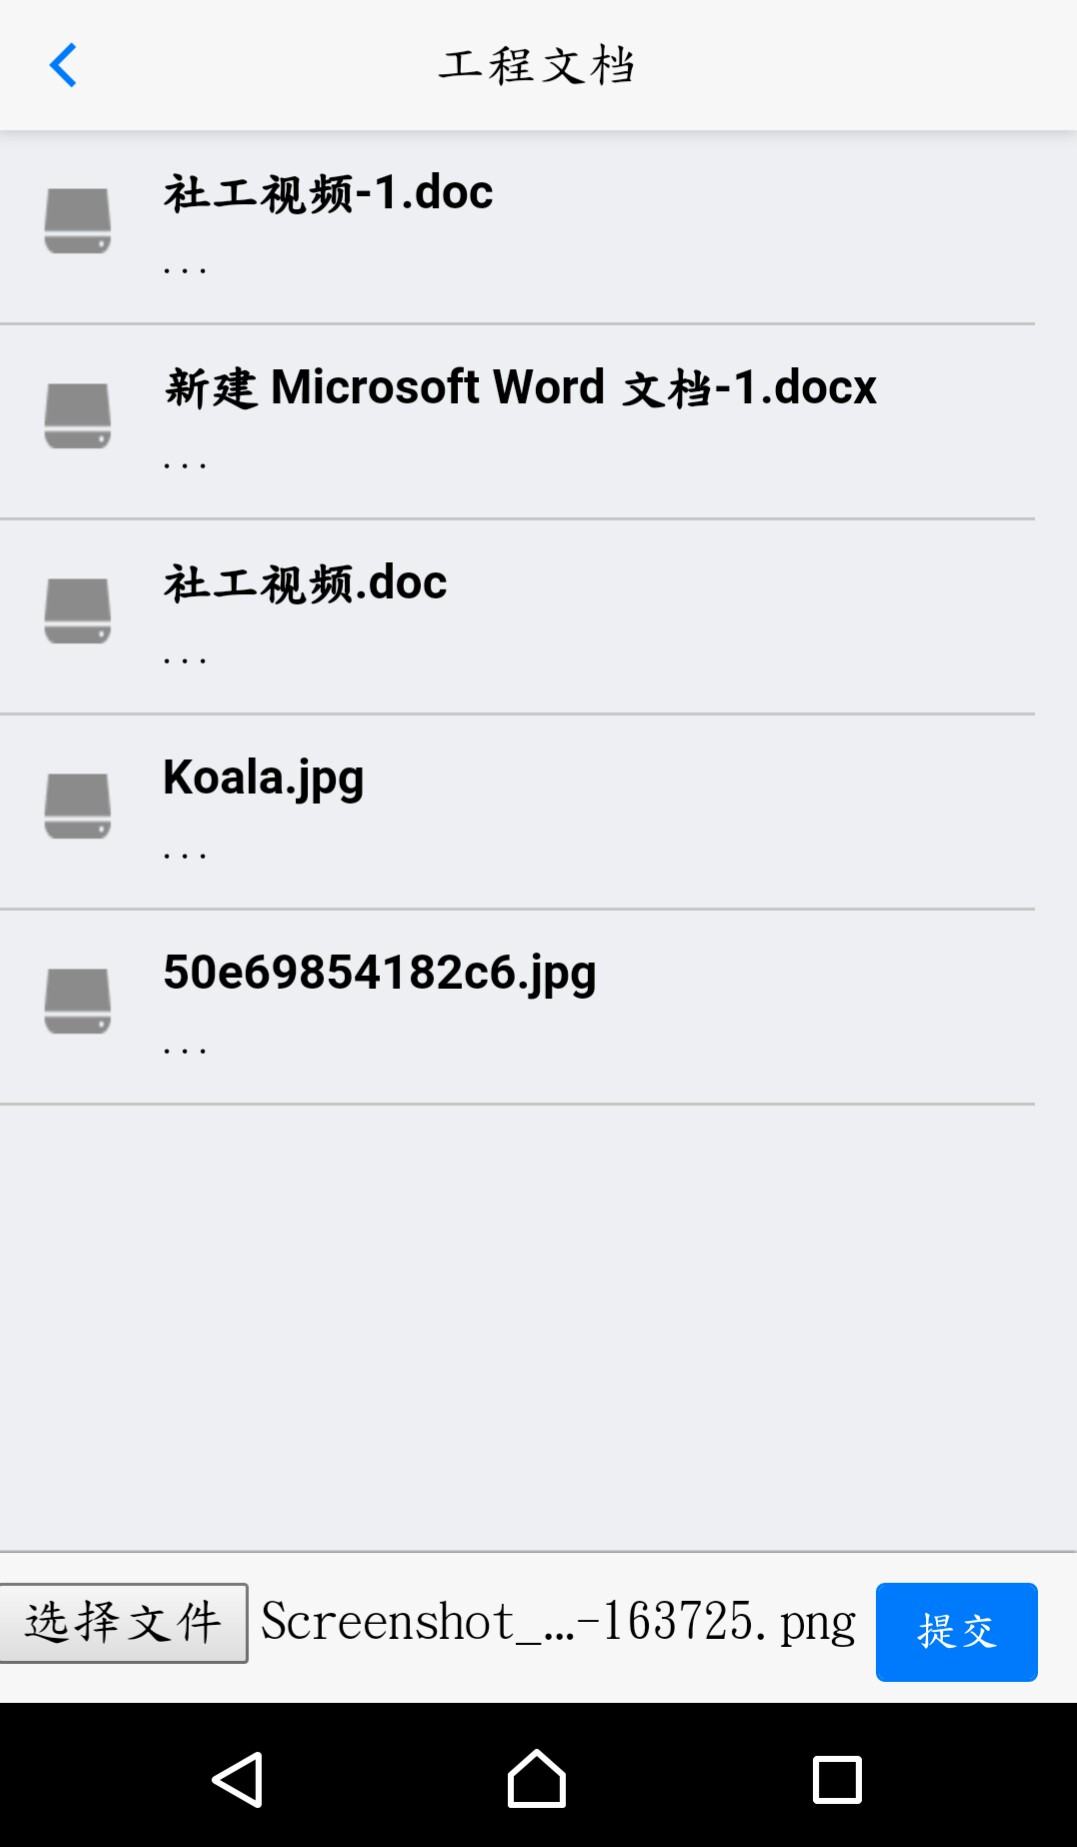 工程文档
社工视频-1.doc
...
新建 Microsoft Word 文档-1.docx
...
社工视频.doc
...
Koala.jpg
...
50e69854182c6.jpg
...
选择文件 Screenshot_...-163725.png 提交